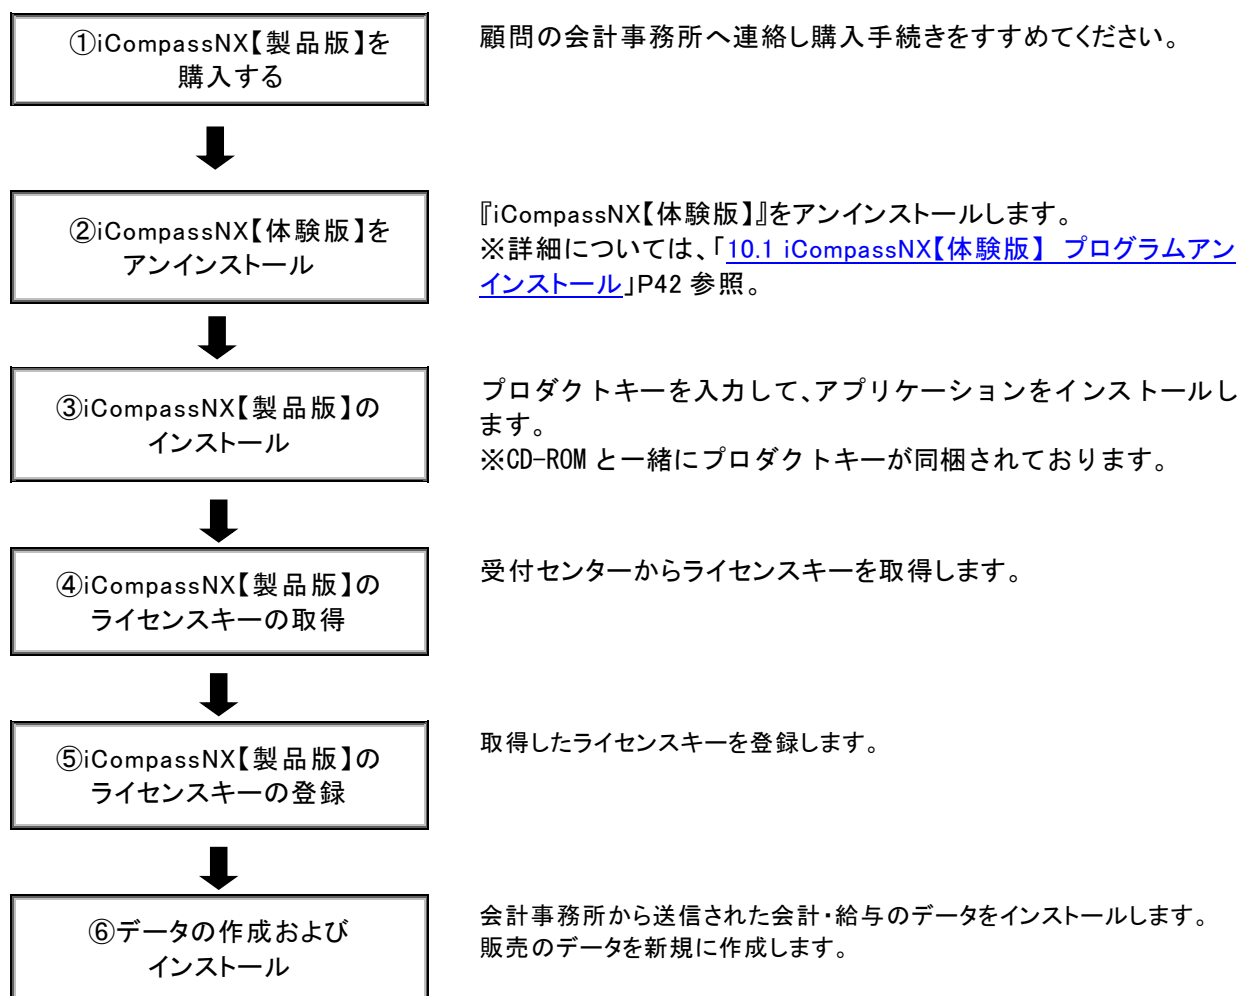 ①iCompassNX【製品版】を
購入する
顧問の会計事務所へ連絡し購入手続きをすすめてください。
②iCompassNX【体験版】を
アンインストール
『iCompassNX【体験版】』をアンインストールします。
※詳細については、「10.1 iCompassNX【体験版】 プログラムアン
インストール」P42 参照。
③iCompassNX【製品版】の
インストール
プロダクトキーを入力して、アプリケーションをインストールし
ます。
※CD-ROM と一緒にプロダクトキーが同梱されております。
④iCompassNX【製品版】の
ライセンスキーの取得
受付センターからライセンスキーを取得します。
⑤iCompassNX【製品版】の
ライセンスキーの登録
取得したライセンスキーを登録します。
⑥データの作成および
インストール
会計事務所から送信された会計・給与のデータをインストールします。
販売のデータを新規に作成します。